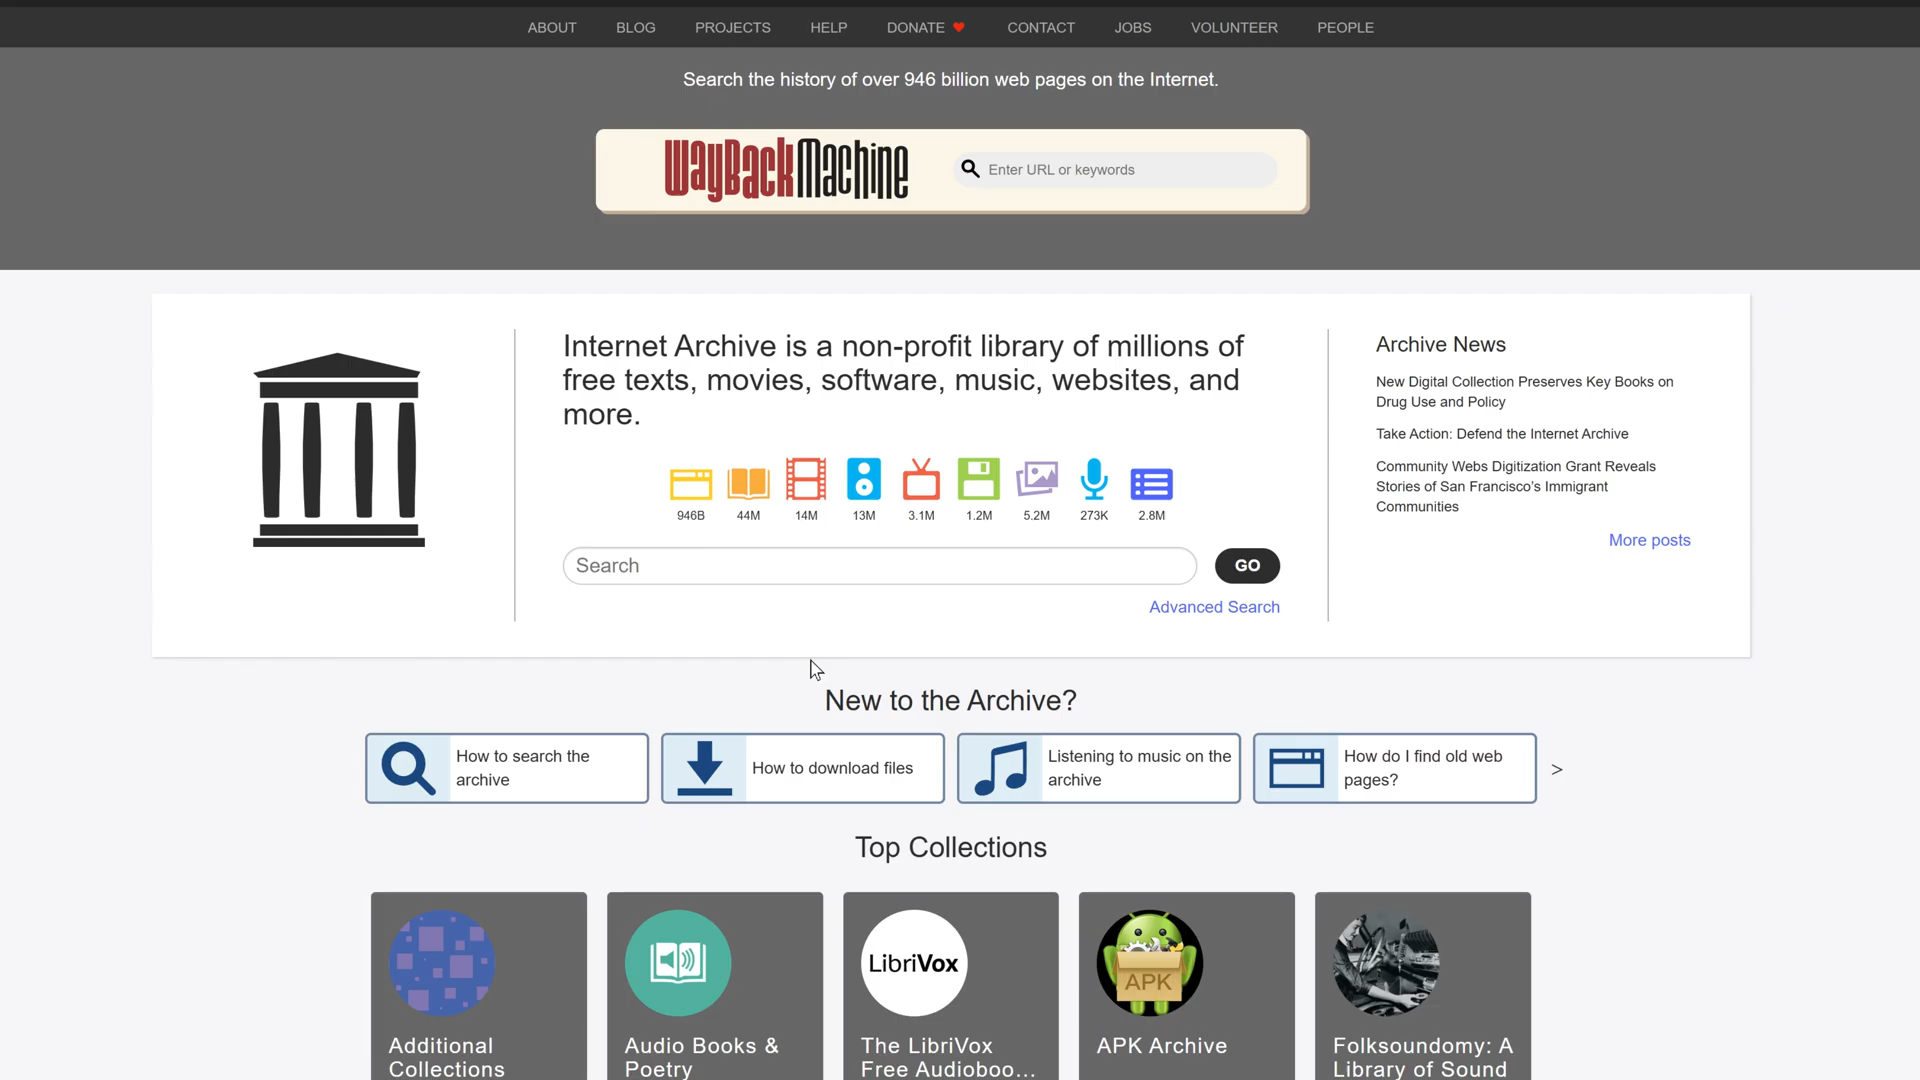 ABOUT BLOG PROJECTS HELP DONATE CONTACT JOBS VOLUNTEER PEOPLE
Search the history of over 946 billion web pages on the Internet.
WayBackMachine
Enter URL or keywords
Internet Archive is a non-profit library of millions of
free texts, movies, software, music, websites, and
more.
946B 44M 14M 13M 3.1M 1.2M 5.2M 273K 2.8M
Search
GO
Advanced Search
Archive News
New Digital Collection Preserves Key Books on
Drug Use and Policy
Take Action: Defend the Internet Archive
Community Webs Digitization Grant Reveals
Stories of San Francisco’s Immigrant
Communities
More posts
New to the Archive?
How to search the
archive
How to download files
Listening to music on the
archive
How do I find old web
pages?
>
Top Collections
Additional
Collections
Audio Books &
Poetry
LibriVox
The LibriVox
Free Audioboo...
APK
APK Archive
Folksoundomy: A
Library of Sound